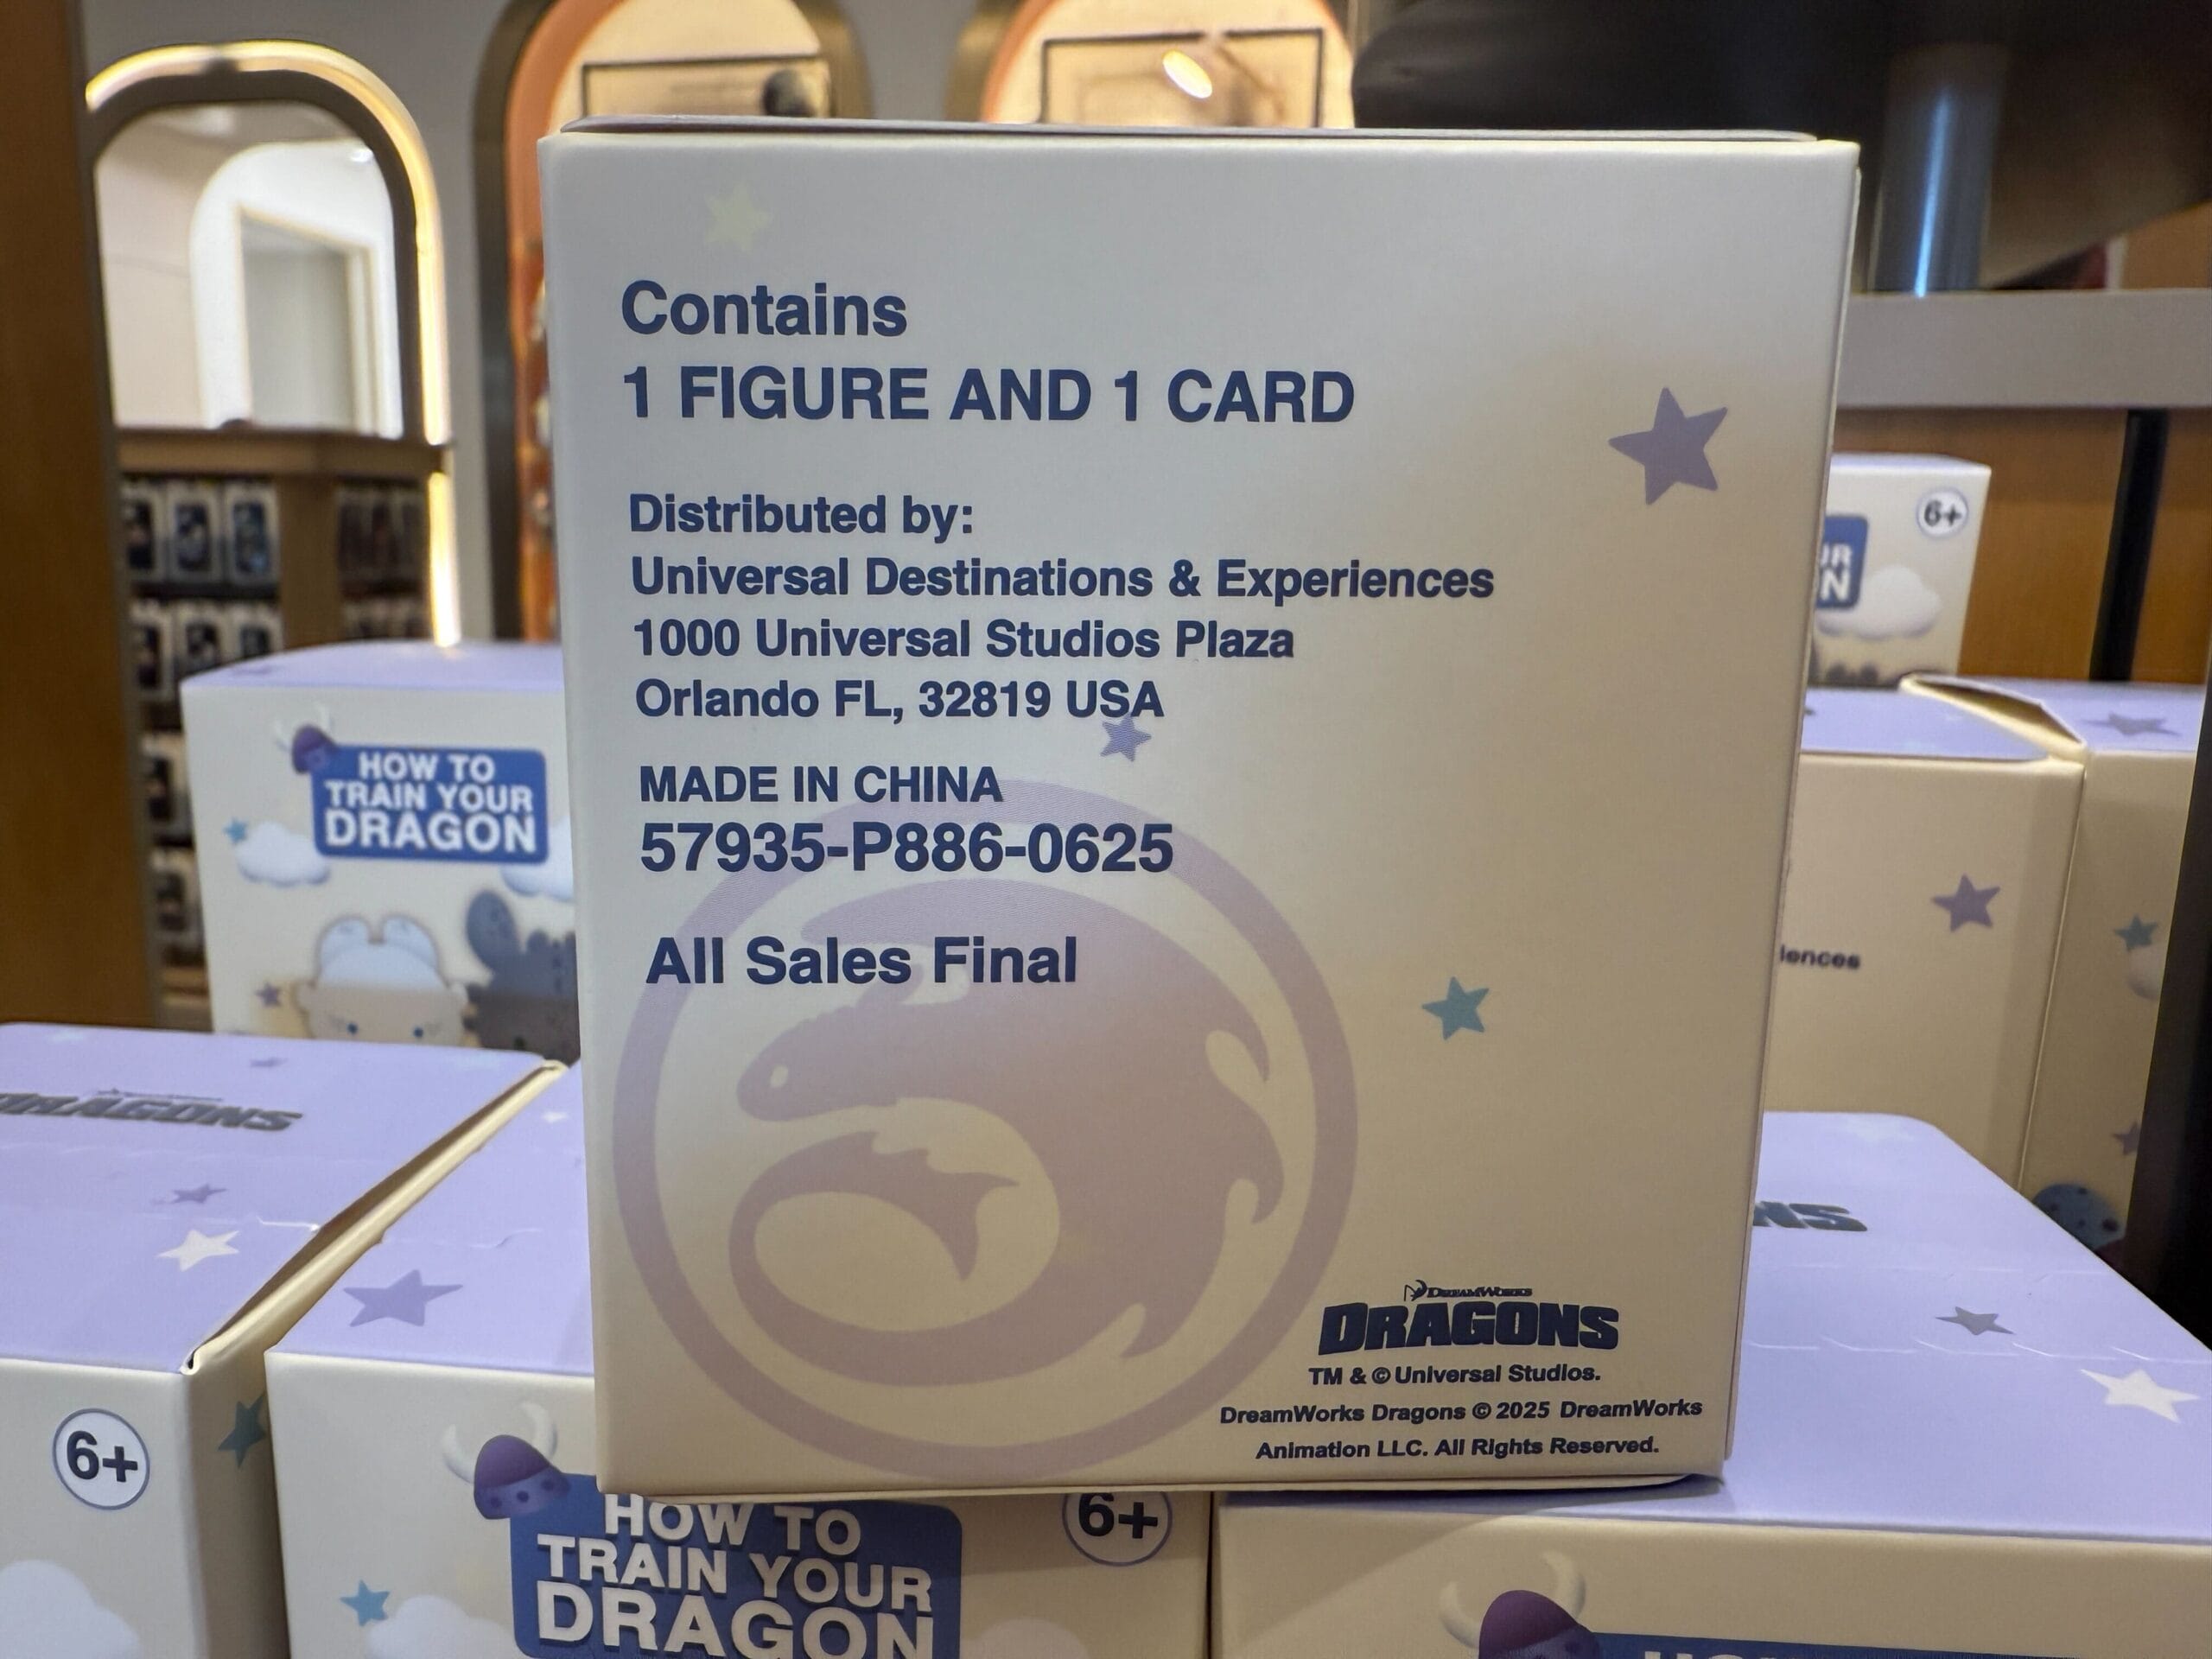 Contains
1 FIGURE AND 1 CARD
Distributed by:
Universal Destinations & Experiences
1000 Universal Studios Plaza
Orlando FL, 32819 USA
MADE IN CHINA
57935-P886-0625
All Sales Final
DREAMWORKS
DRAGONS
TM & © Universal Studios.
DreamWorks Dragons © 2025 DreamWorks
Animation LLC. All Rights Reserved.
HOW TO
TRAIN YOUR
DRAGON
DRAGONS
6+
HOW TO
TRAIN YOUR
DRAGON
6+
6+